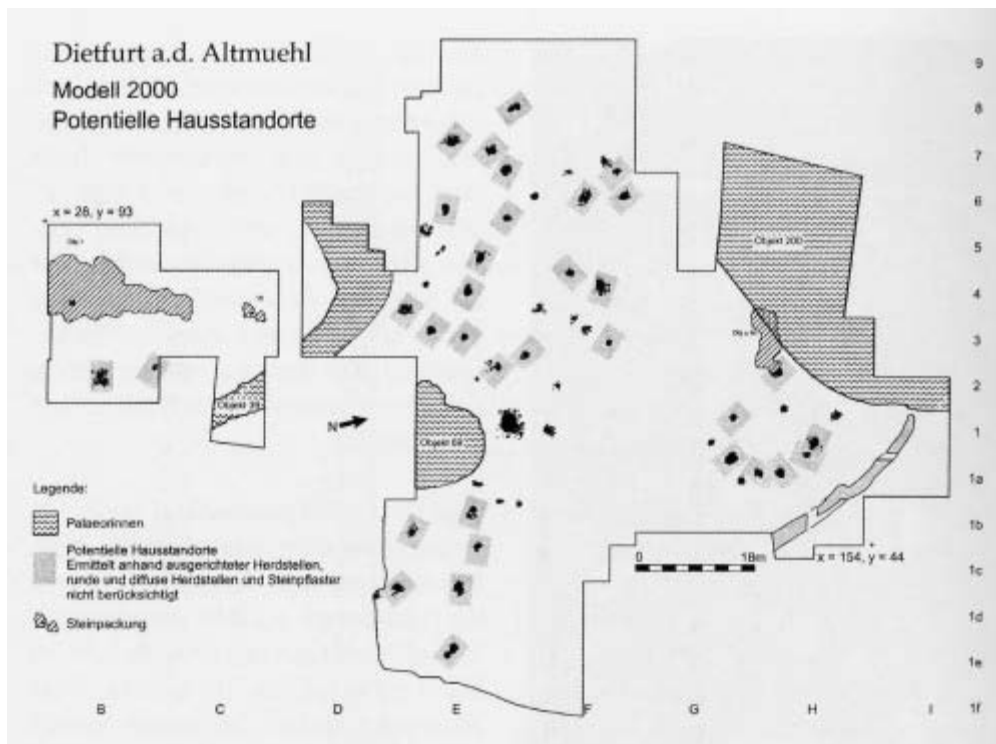 Dietfurt a.d. Altmuehl
Modell 2000
Potentielle Hausstandorte
x = 28, y = 93
Objekt 200
Objekt 39
Objekt 69
N
Legende:
Palaeorinnen
Potentielle Hausstandorte
Ermittelt anhand ausgerichteter Herdstellen,
runde und diffuse Herdstellen und Steinpflaster
nicht berücksichtigt
Steinpackung
0 18m
x = 154, y = 44
9
8
7
6
5
4
3
2
1
1a
1b
1c
1d
1e
1f
B C D E F G H I